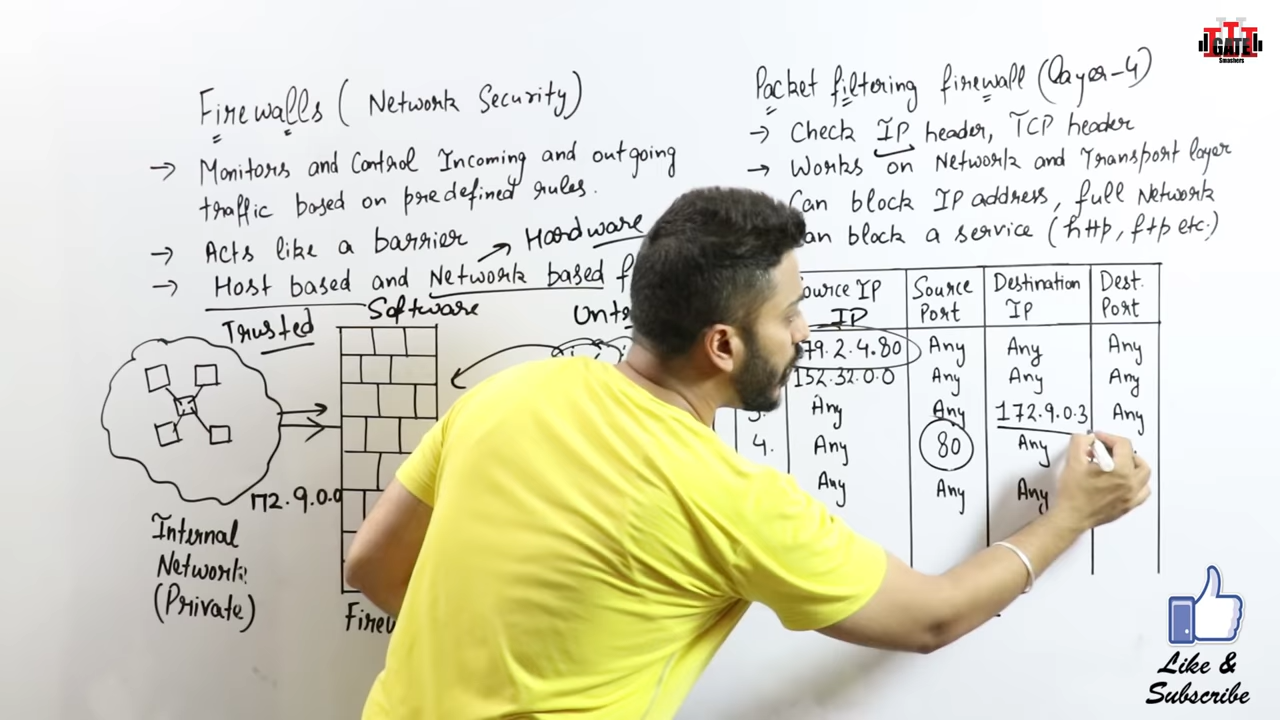 GATE
Smashers
Firewalls ( Network Security)
→ Monitors and Control Incoming and outgoing
traffic based on predefined rules.
→ Acts like a barrier
→ Hardware
→ Host based and Network based
Software
Trusted
172.9.0.0
Internal
Network:
(Private)
Packet filtering firewall (layer-4)
→ Check IP header, TCP header
→ Works on Network and Transport layer
Can block IP address, full Network
block a service (http, ftp etc.)
IP Source Port Destination IP Dest. Port
IP
79.2.4.80 Any Any Any
152.32.0.0 Any Any Any
3. Any Any 172.9.0.3 Any
4. Any 80 Any
Any Any Any
Like &
Subscribe